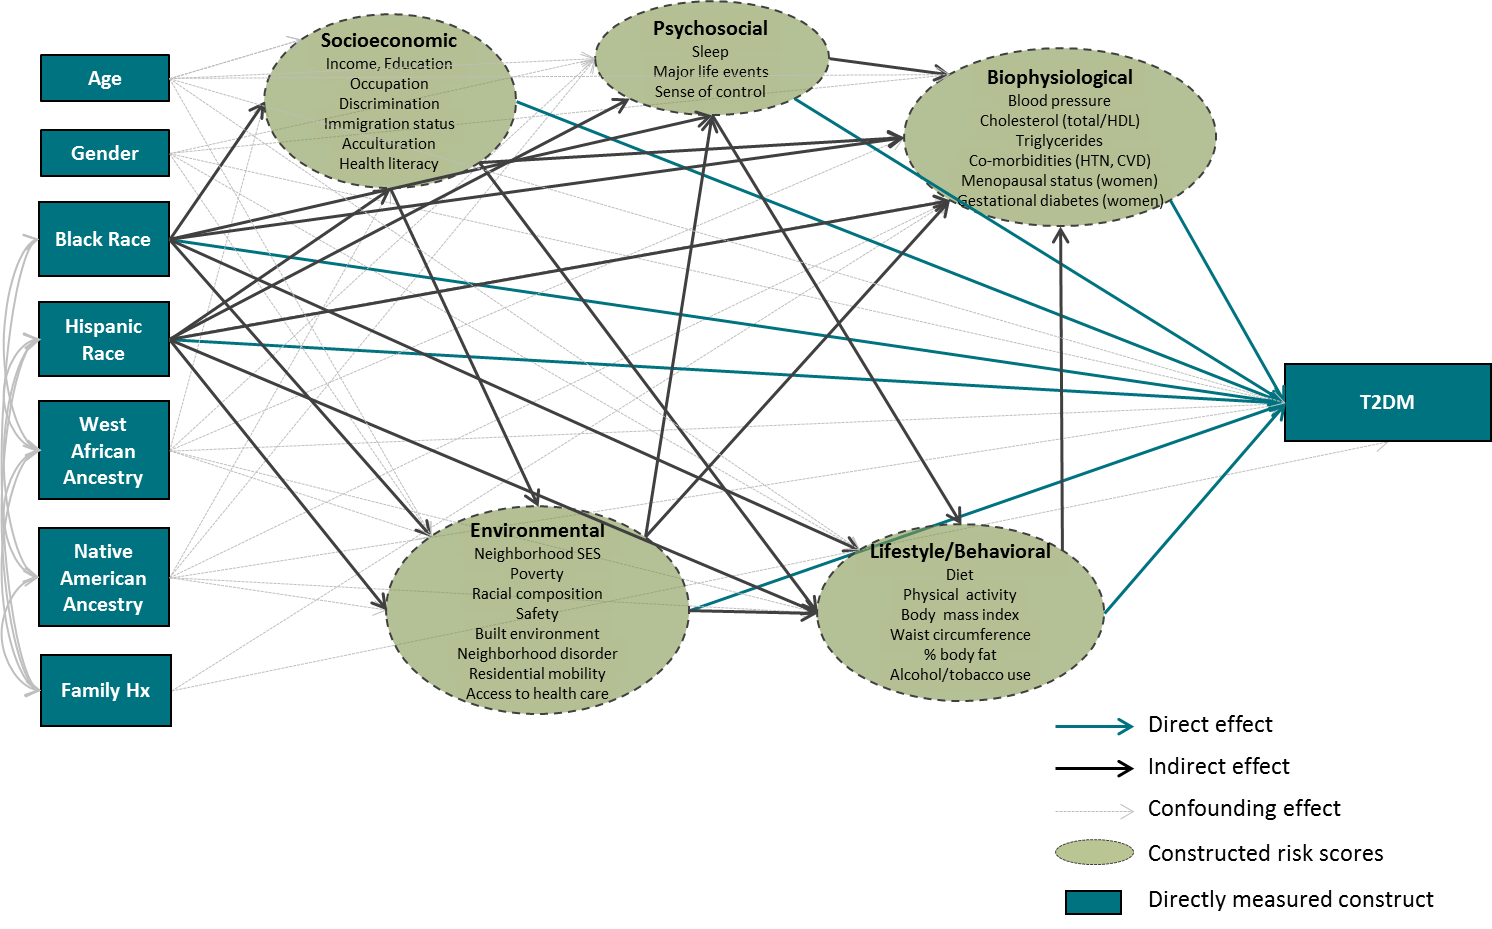 Age
Gender
Black Race
Hispanic
Race
West
African
Ancestry
Native
American
Ancestry
Family Hx
Socioeconomic
Income, Education
Occupation
Discrimination
Immigration status
Acculturation
Health literacy
Psychosocial
Sleep
Major life events
Sense of control
Biophysiological
Blood pressure
Cholesterol (total/HDL)
Triglycerides
Co-morbidities (HTN, CVD)
Menopausal status (women)
Gestational diabetes (women)
Environmental
Neighborhood SES
Poverty
Racial composition
Safety
Built environment
Neighborhood disorder
Residential mobility
Access to health care
Lifestyle/Behavioral
Diet
Physical activity
Body mass index
Waist circumference
% body fat
Alcohol/tobacco use
T2DM
Direct effect
Indirect effect
Confounding effect
Constructed risk scores
Directly measured construct